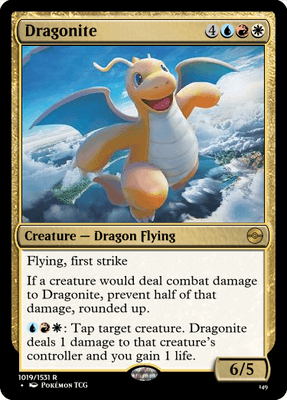 Dragonite 4
Creature — Dragon Flying
Flying, first strike
If a creature would deal combat damage
to Dragonite, prevent half of that
damage, rounded up.
: Tap target creature. Dragonite
deals 1 damage to that creature's
controller and you gain 1 life.
6/5
1019/1531 R
• Pokémon TCG
149